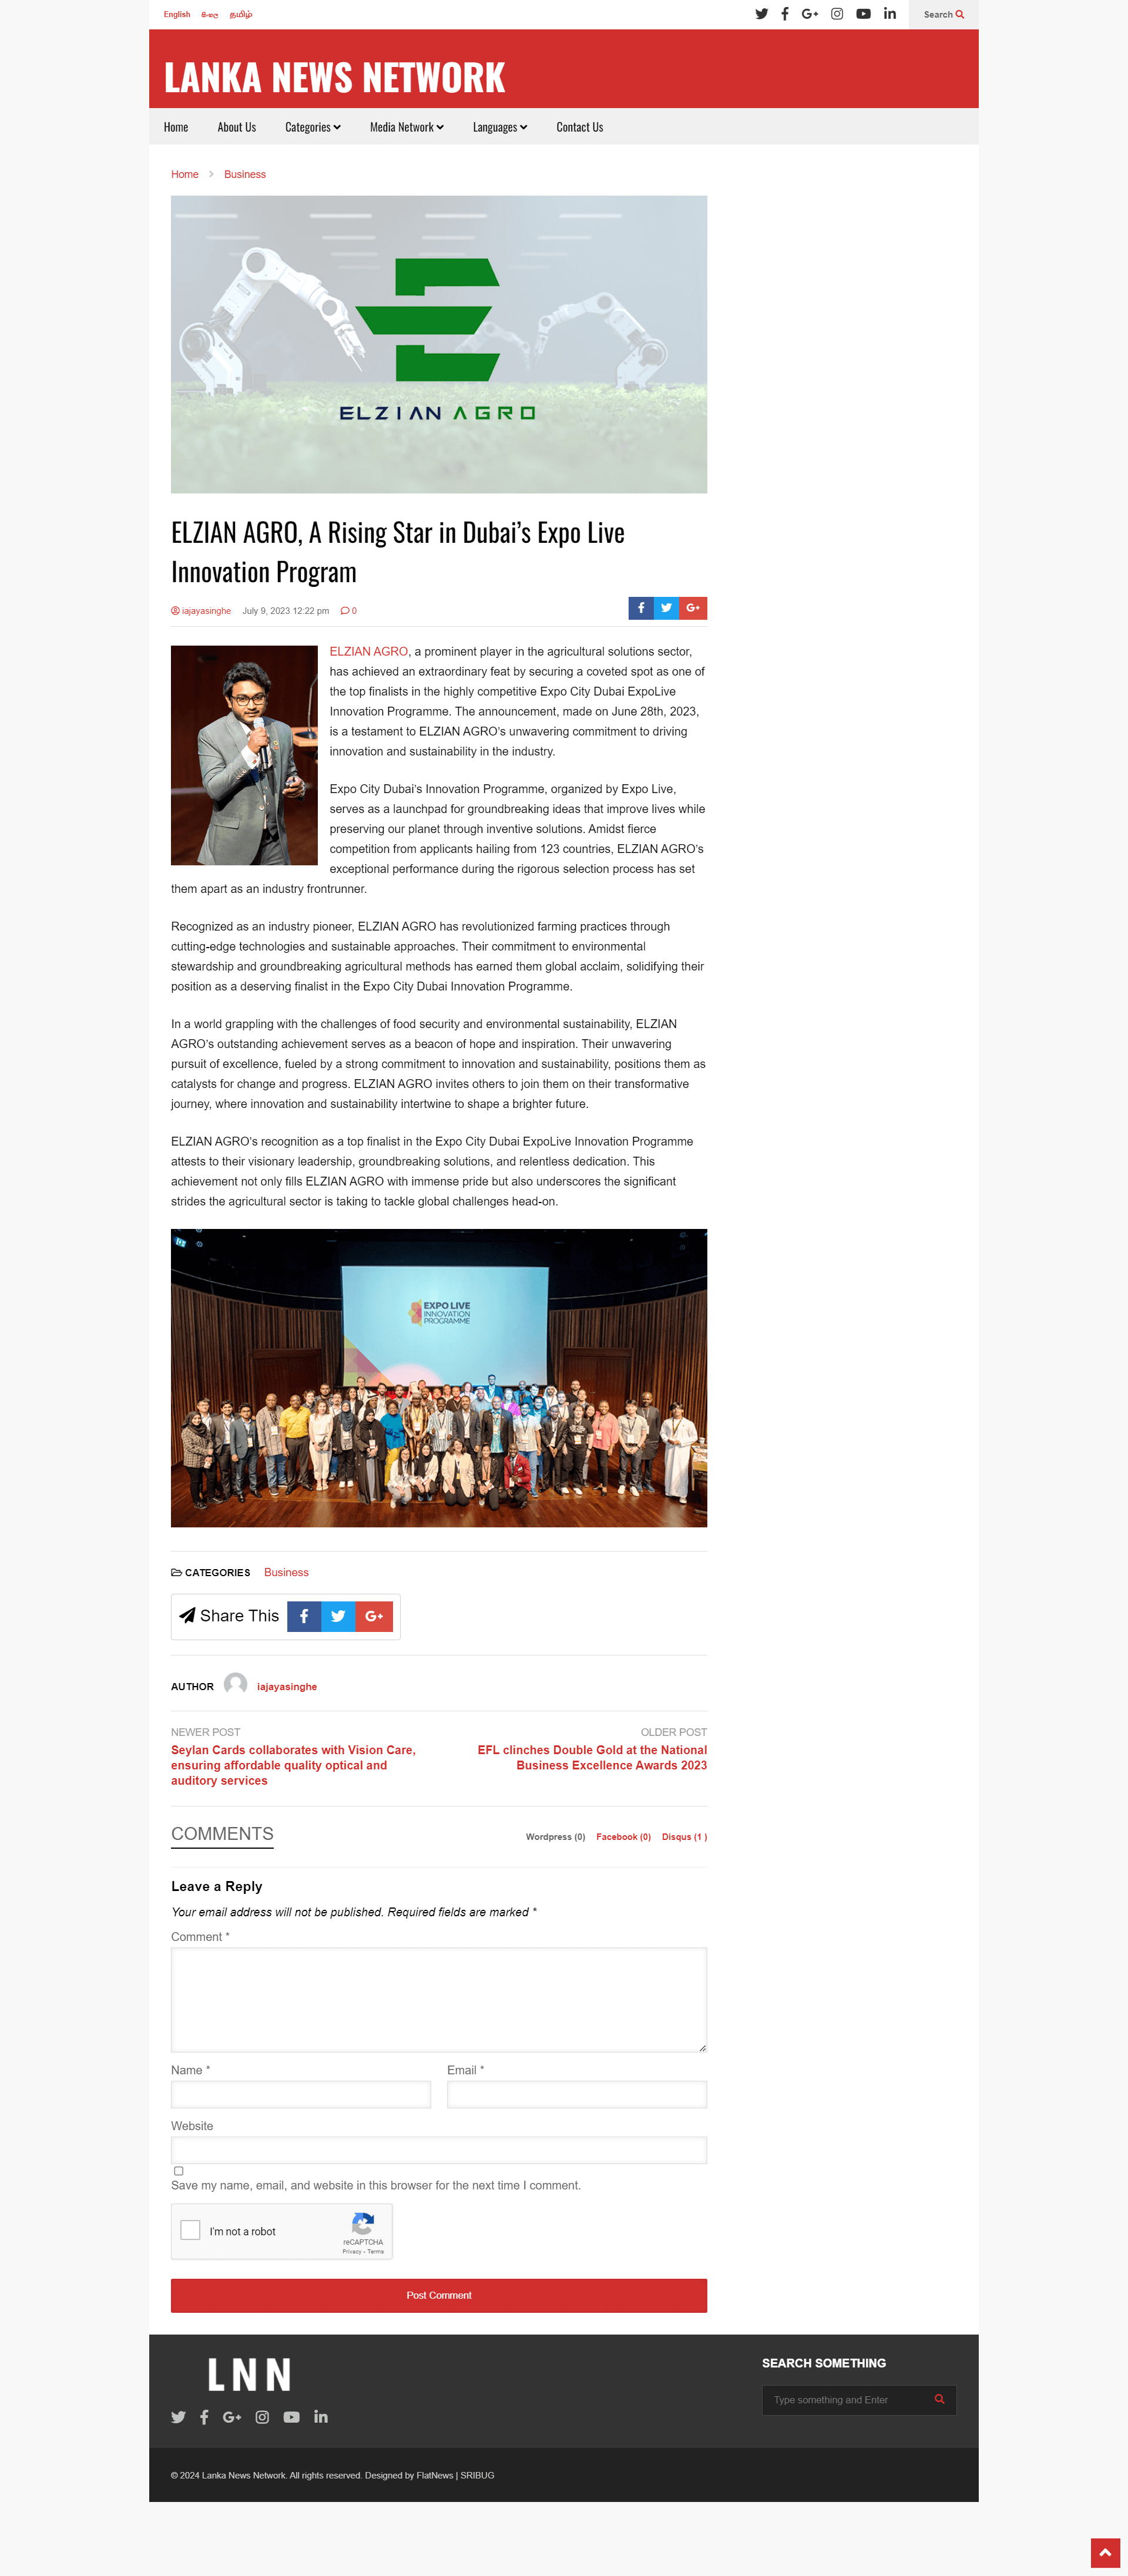 English සිංහල தமிழ்
Search
LANKA NEWS NETWORK
Home About Us Categories Media Network Languages Contact Us
Home Business
ELZIAN AGRO
ELZIAN AGRO, A Rising Star in Dubai’s Expo Live
Innovation Program
iajayasinghe July 9, 2023 12:22 pm 0
ELZIAN AGRO, a prominent player in the agricultural solutions sector,
has achieved an extraordinary feat by securing a coveted spot as one of
the top finalists in the highly competitive Expo City Dubai ExpoLive
Innovation Programme. The announcement, made on June 28th, 2023,
is a testament to ELZIAN AGRO’s unwavering commitment to driving
innovation and sustainability in the industry.
Expo City Dubai’s Innovation Programme, organized by Expo Live,
serves as a launchpad for groundbreaking ideas that improve lives while
preserving our planet through inventive solutions. Amidst fierce
competition from applicants hailing from 123 countries, ELZIAN AGRO’s
exceptional performance during the rigorous selection process has set
them apart as an industry frontrunner.
Recognized as an industry pioneer, ELZIAN AGRO has revolutionized farming practices through
cutting-edge technologies and sustainable approaches. Their commitment to environmental
stewardship and groundbreaking agricultural methods has earned them global acclaim, solidifying their
position as a deserving finalist in the Expo City Dubai Innovation Programme.
In a world grappling with the challenges of food security and environmental sustainability, ELZIAN
AGRO’s outstanding achievement serves as a beacon of hope and inspiration. Their unwavering
pursuit of excellence, fueled by a strong commitment to innovation and sustainability, positions them as
catalysts for change and progress. ELZIAN AGRO invites others to join them on their transformative
journey, where innovation and sustainability intertwine to shape a brighter future.
ELZIAN AGRO’s recognition as a top finalist in the Expo City Dubai ExpoLive Innovation Programme
attests to their visionary leadership, groundbreaking solutions, and relentless dedication. This
achievement not only fills ELZIAN AGRO with immense pride but also underscores the significant
strides the agricultural sector is taking to tackle global challenges head-on.
EXPO LIVE
INNOVATION
PROGRAMME
CATEGORIES Business
Share This
AUTHOR iajayasinghe
NEWER POST
Seylan Cards collaborates with Vision Care,
ensuring affordable quality optical and
auditory services
OLDER POST
EFL clinches Double Gold at the National
Business Excellence Awards 2023
COMMENTS
Wordpress (0) Facebook (0) Disqus (1 )
Leave a Reply
Your email address will not be published. Required fields are marked *
Comment *
Name *
Email *
Website
Save my name, email, and website in this browser for the next time I comment.
I'm not a robot
reCAPTCHA
Privacy - Terms
Post Comment
LNN
SEARCH SOMETHING
Type something and Enter
© 2024 Lanka News Network. All rights reserved. Designed by FlatNews | SRIBUG